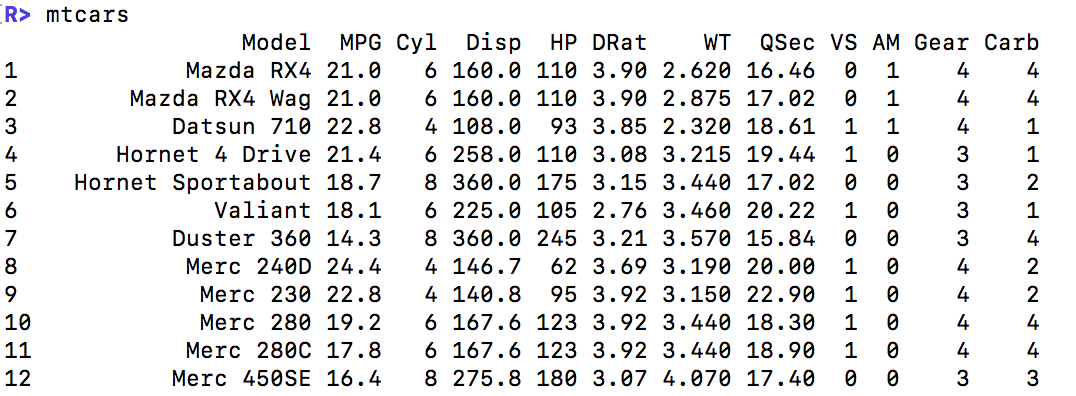 R> mtcars
Model MPG Cyl Disp HP DRat WT QSec VS AM Gear Carb
1 Mazda RX4 21.0 6 160.0 110 3.90 2.620 16.46 0 1 4 4
2 Mazda RX4 Wag 21.0 6 160.0 110 3.90 2.875 17.02 0 1 4 4
3 Datsun 710 22.8 4 108.0 93 3.85 2.320 18.61 1 1 4 1
4 Hornet 4 Drive 21.4 6 258.0 110 3.08 3.215 19.44 1 0 3 1
5 Hornet Sportabout 18.7 8 360.0 175 3.15 3.440 17.02 0 0 3 2
6 Valiant 18.1 6 225.0 105 2.76 3.460 20.22 1 0 3 1
7 Duster 360 14.3 8 360.0 245 3.21 3.570 15.84 0 0 3 4
8 Merc 240D 24.4 4 146.7 62 3.69 3.190 20.00 1 0 4 2
9 Merc 230 22.8 4 140.8 95 3.92 3.150 22.90 1 0 4 2
10 Merc 280 19.2 6 167.6 123 3.92 3.440 18.30 1 0 4 4
11 Merc 280C 17.8 6 167.6 123 3.92 3.440 18.90 1 0 4 4
12 Merc 450SE 16.4 8 275.8 180 3.07 4.070 17.40 0 0 3 3